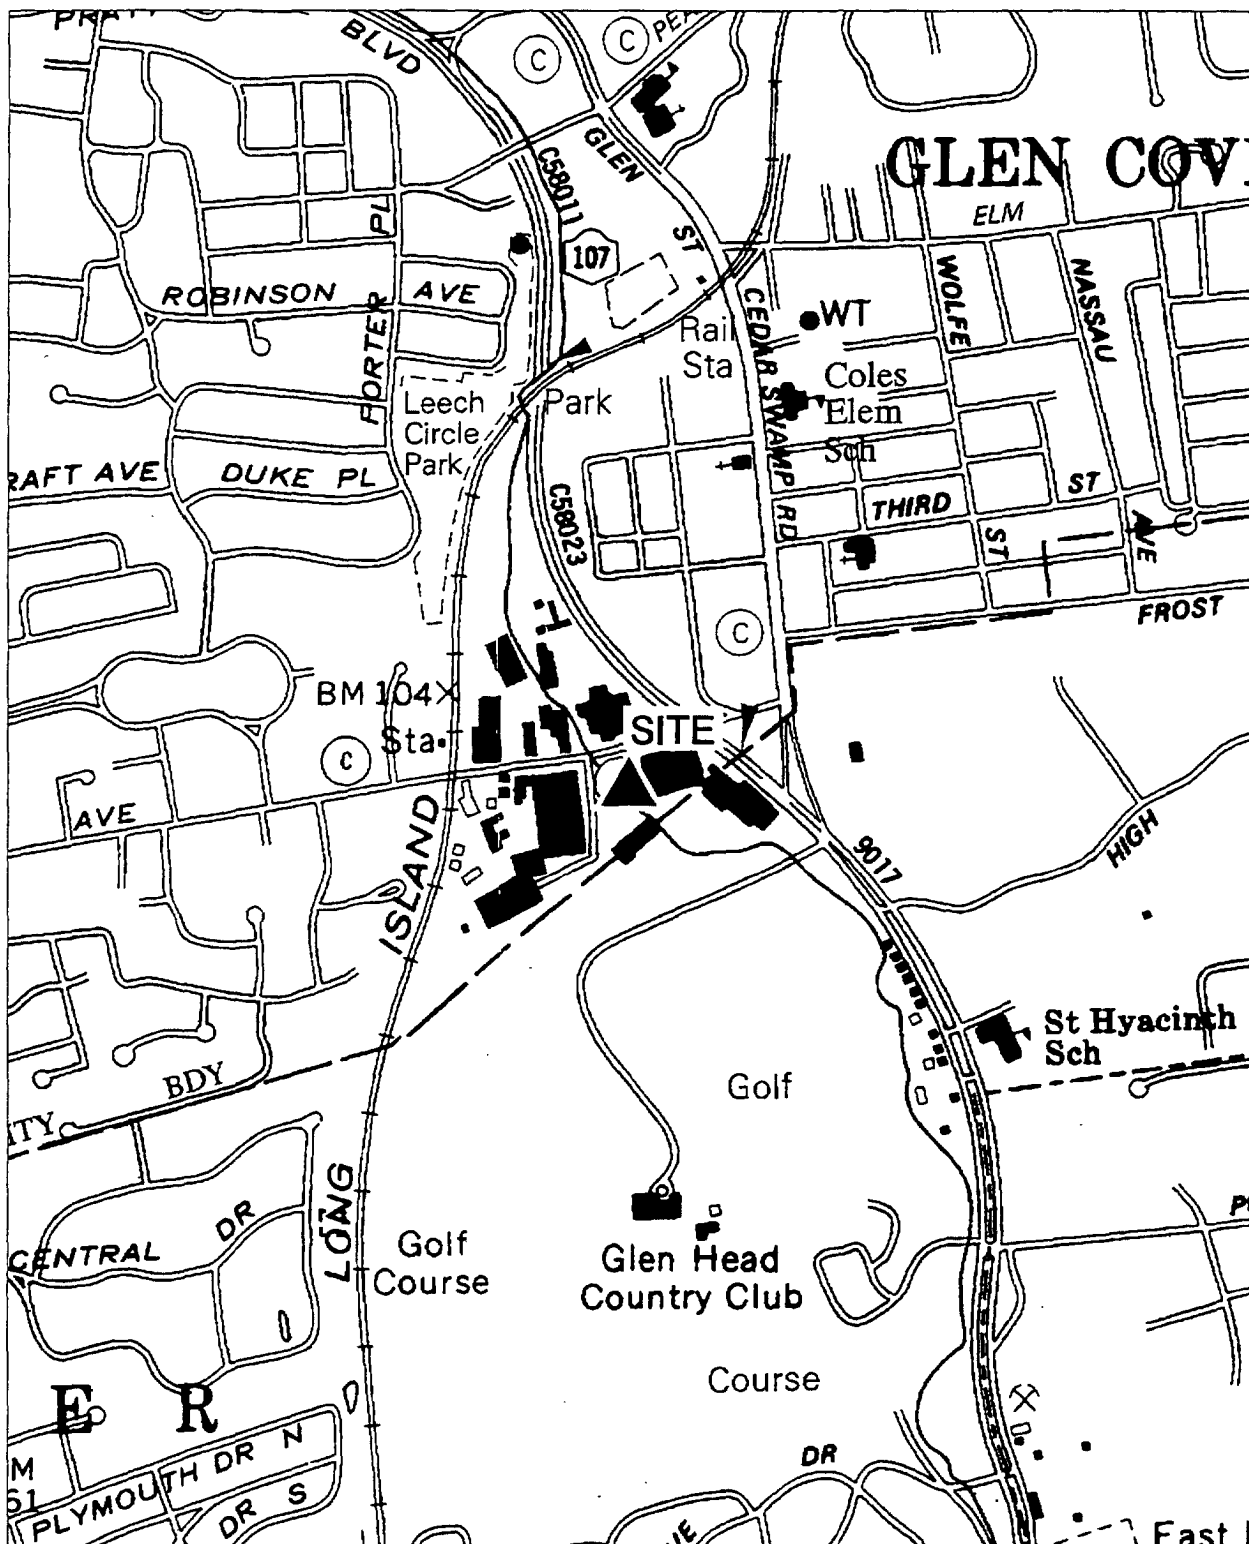 BLVD
C
C
C58011
GLEN
ST
107
GLEN
ELM
PL
ROBINSON AVE
PORTER
WOLFE
NASSAU
WT
CEDAR SWAMP RD
Rail
Sta
Coles
Elem
Sch
Leech
Circle
Park
Park
RAFT AVE
DUKE PL
C58023
THIRD
ST
ST
AVE
FROST
C
BM 104
Sta
SITE
C
AVE
9017
HIGH
LONG ISLAND
St Hyacinth
Sch
BDY
ITY
Golf
CENTRAL DR
Golf
Course
Glen Head
Country Club
Course
E R
M
61
PLYMOUTH DR N
DR S
DR
East